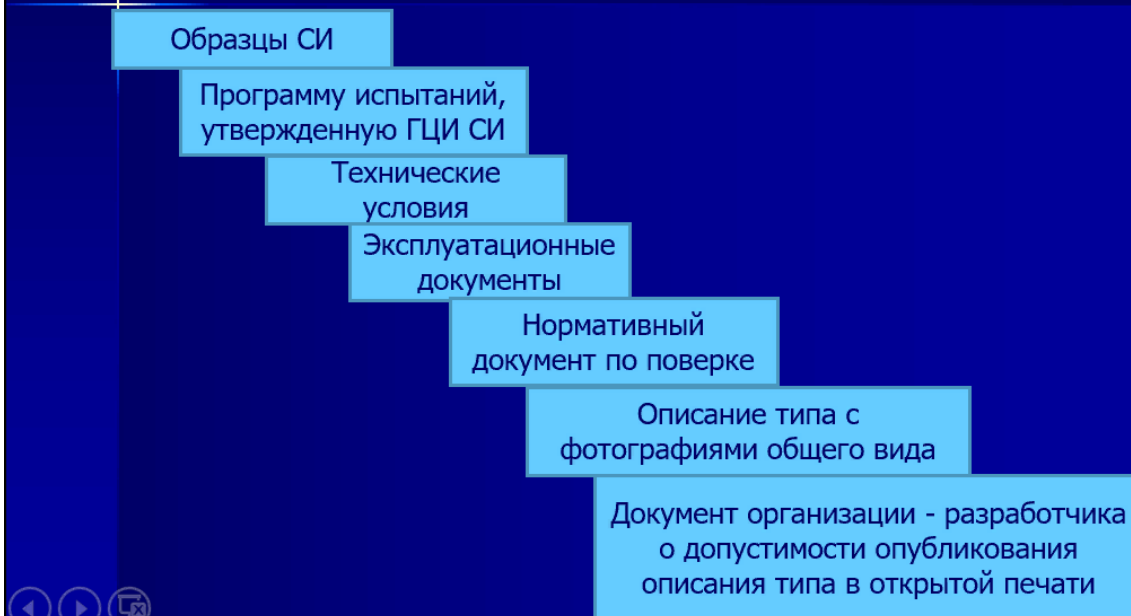 Образцы СИ
Программу испытаний,
утвержденную ГЦИ СИ
Технические
условия
Эксплуатационные
документы
Нормативный
документ по поверке
Описание типа с
фотографиями общего вида
Документ организации - разработчика
о допустимости опубликования
описания типа в открытой печати